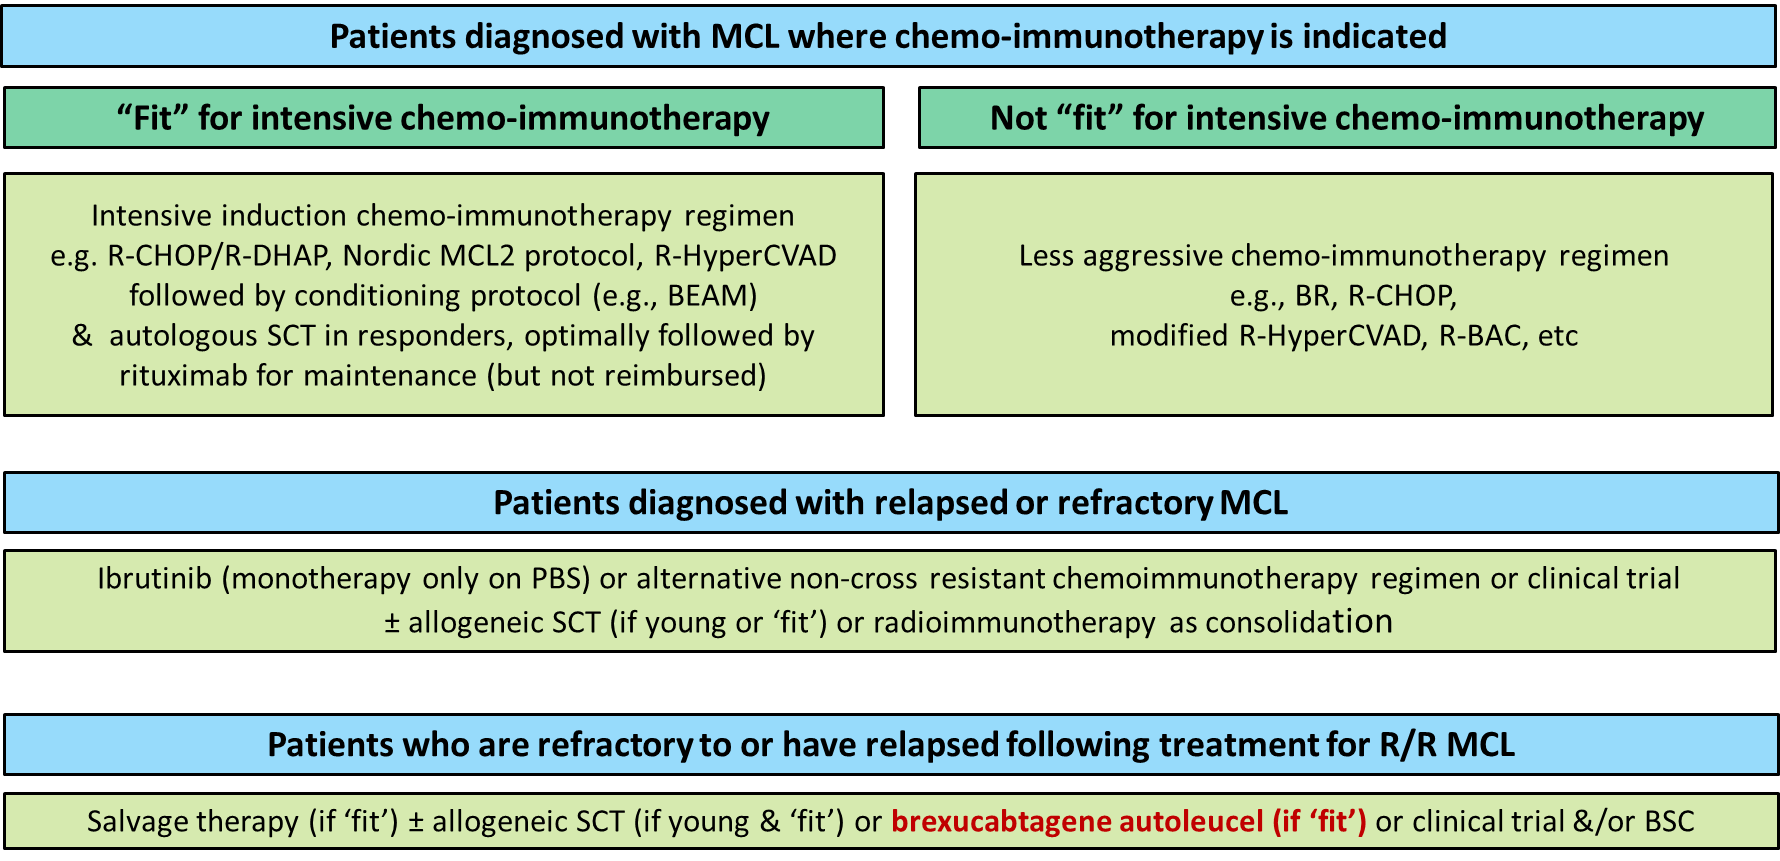 Patients diagnosed with MCL where chemo-immunotherapy is indicated
“Fit” for intensive chemo-immunotherapy
Not “fit” for intensive chemo-immunotherapy
Intensive induction chemo-immunotherapy regimen
e.g. R-CHOP/R-DHAP, Nordic MCL2 protocol, R-HyperCVAD
followed by conditioning protocol (e.g., BEAM)
& autologous SCT in responders, optimally followed by
rituximab for maintenance (but not reimbursed)
Less aggressive chemo-immunotherapy regimen
e.g., BR, R-CHOP,
modified R-HyperCVAD, R-BAC, etc
Patients diagnosed with relapsed or refractory MCL
Ibrutinib (monotherapy only on PBS) or alternative non-cross resistant chemoimmunotherapy regimen or clinical trial
± allogeneic SCT (if young or ‘fit’) or radioimmunotherapy as consolidation
Patients who are refractory to or have relapsed following treatment for R/R MCL
Salvage therapy (if ‘fit’) ± allogeneic SCT (if young & ‘fit’) or brexucabtagene autoleucel (if ‘fit’) or clinical trial &/or BSC